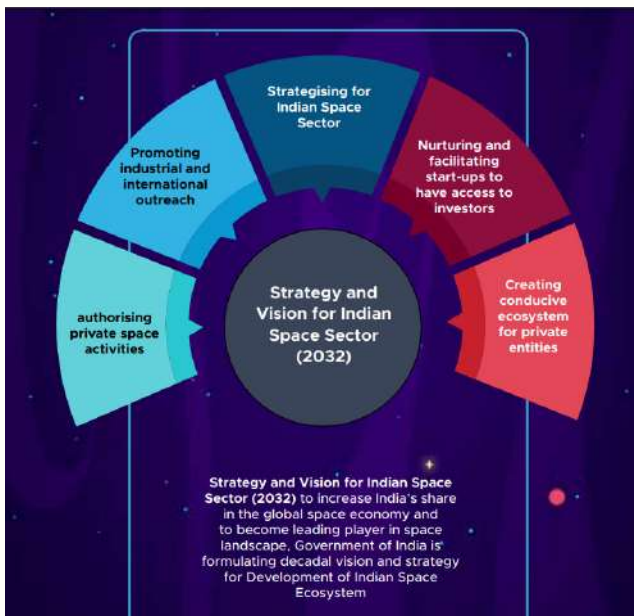 Strategising for
Indian Space
Sector
Promoting
industrial and
international
outreach
Nurturing and
facilitating
start-ups to
have access to
investors
authorising
private space
activities
Strategy and
Vision for Indian
Space Sector
(2032)
Creating
conducive
ecosystem
for private
entities
Strategy and Vision for Indian Space
Sector (2032) to increase India's share
in the global space economy and
to become leading player in space
landscape, Government of India is
formulating decadal vision and strategy
for Development of Indian Space
Ecosystem